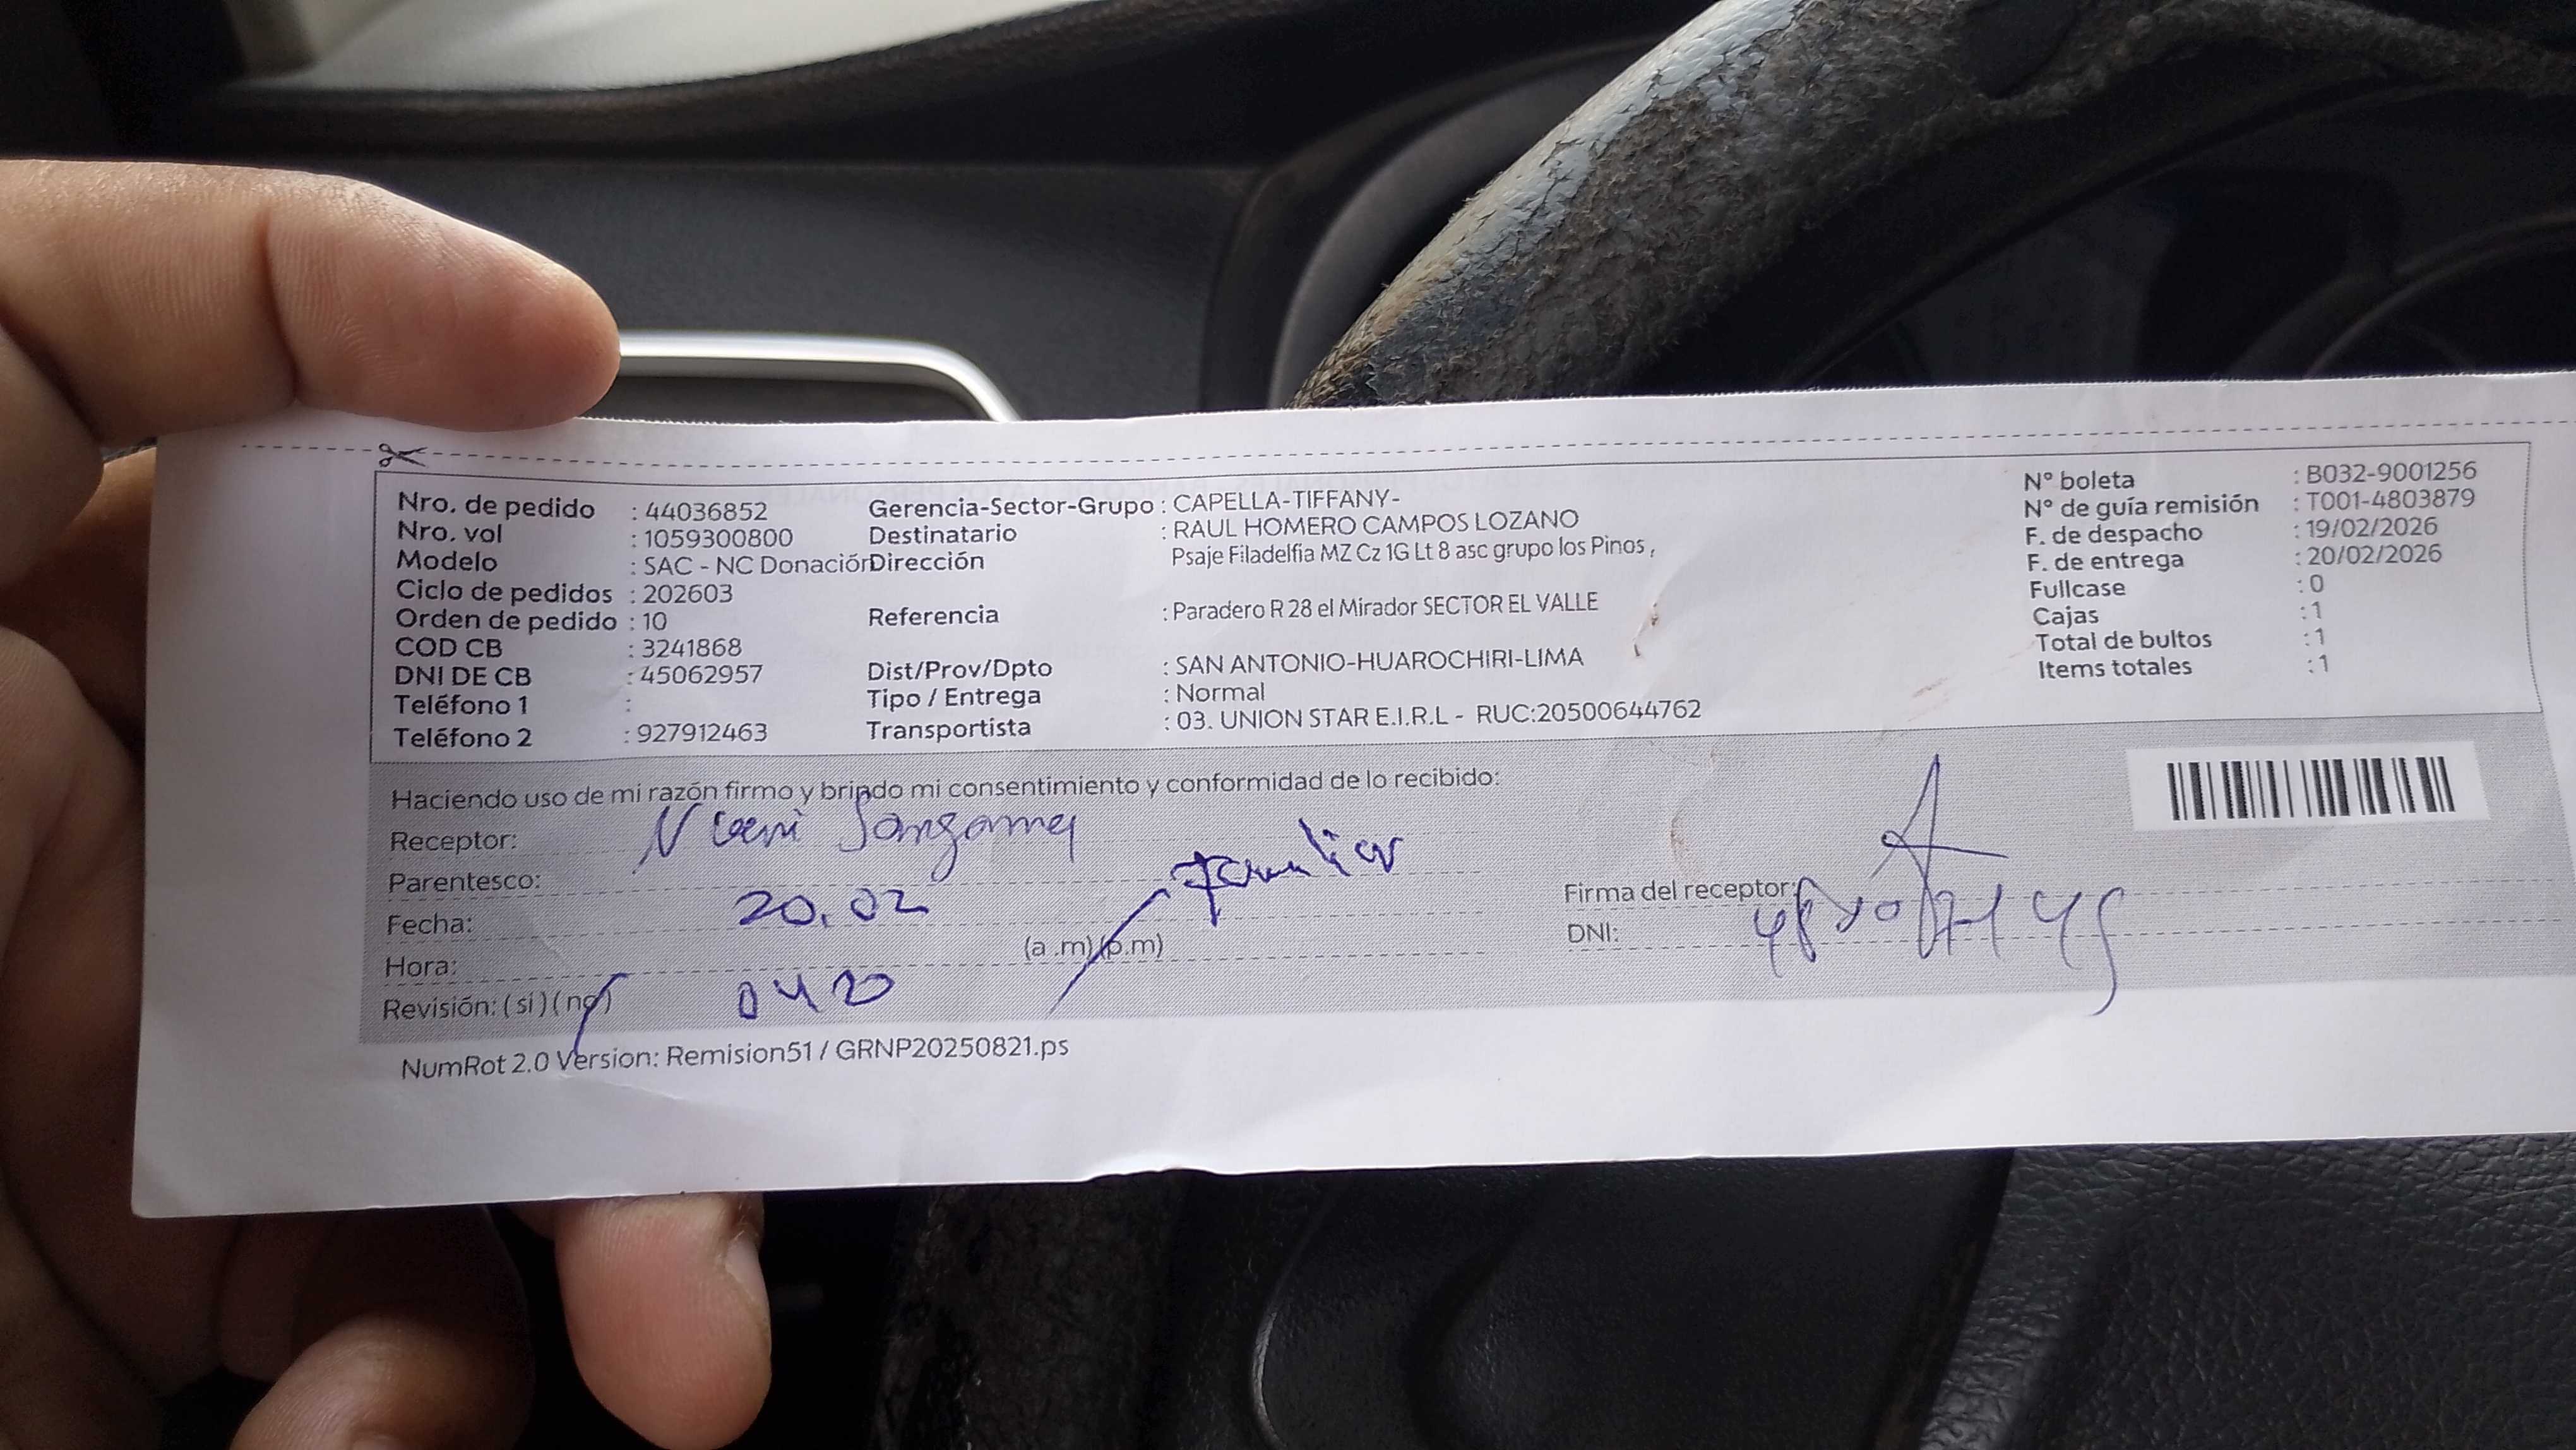 Nro. de pedido : 44036852
Nro. vol : 1059300800
Modelo : SAC - NC Donación
Ciclo de pedidos : 202603
Orden de pedido : 10
COD CB : 3241868
DNI DE CB : 45062957
Teléfono 1 :
Teléfono 2 : 927912463
Gerencia-Sector-Grupo : CAPELLA-TIFFANY-
Destinatario : RAUL HOMERO CAMPOS LOZANO
Dirección Psaje Filadelfia MZ Cz 1G Lt 8 asc grupo los Pinos ,
Referencia : Paradero R 28 el Mirador SECTOR EL VALLE
Dist/Prov/Dpto : SAN ANTONIO-HUAROCHIRI-LIMA
Tipo / Entrega : Normal
Transportista : 03. UNION STAR E.I.R.L - RUC:20500644762
N° boleta : B032-9001256
N° de guía remisión : T001-4803879
F. de despacho : 19/02/2026
F. de entrega : 20/02/2026
Fullcase : 0
Cajas : 1
Total de bultos : 1
Items totales : 1
Haciendo uso de mi razón firmo y brindo mi consentimiento y conformidad de lo recibido:
Receptor: Sangama
Parentesco: Familiar
Fecha: 20.02
Hora: (a .m) (p.m)
Revisión: ( sí ) ( no ) 0420
Firma del receptor:
DNI:
NumRot 2.0 Version: Remision51 / GRNP20250821.ps